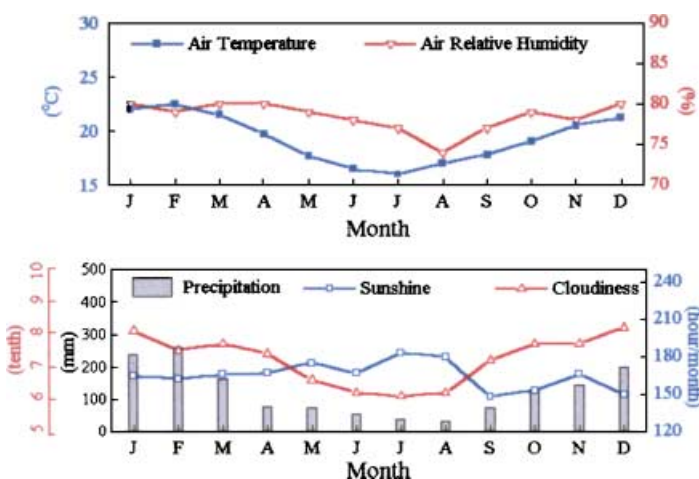 30 90
Air Temperature Air Relative Humidity
25 85
(°C) 20 80 (%)
75
15 70
J F M A M J J A S O N D
Month
10 500 240
Precipitation Sunshine Cloudiness
9 400
210
8 300
(tenth) (mm) 180 (hour/month)
7 200
6 100 150
5 0 120
J F M A M J J A S O N D
Month